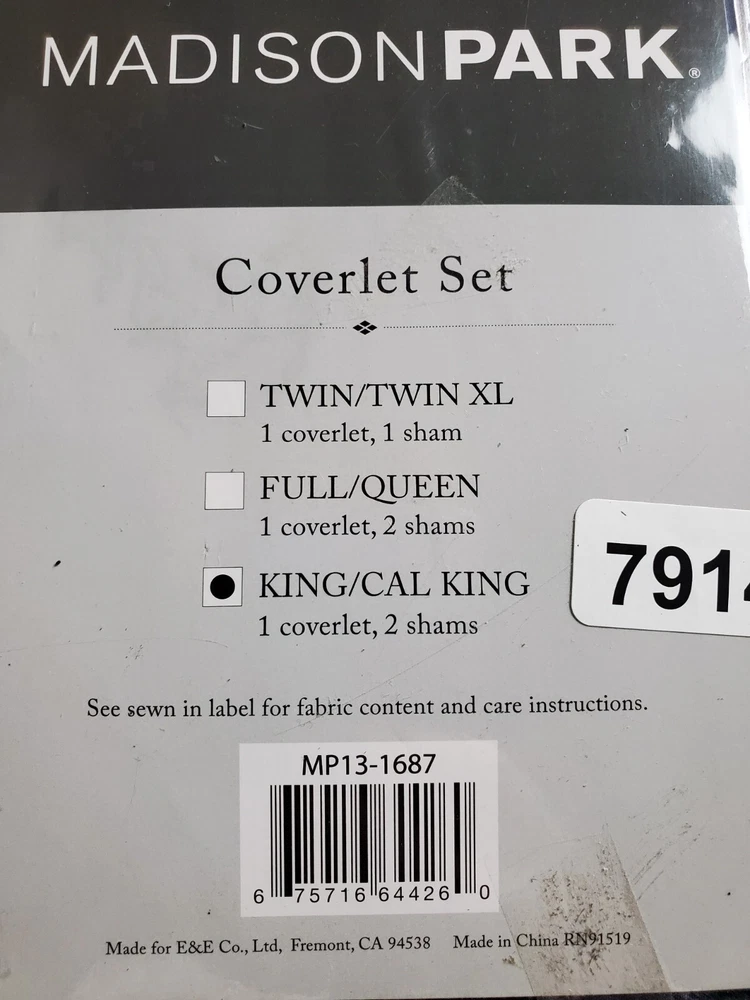 MADISONPARK®
Coverlet Set
TWIN/TWIN XL
1 coverlet, 1 sham
FULL/QUEEN
1 coverlet, 2 shams
KING/CAL KING
1 coverlet, 2 shams
791
See sewn in label for fabric content and care instructions.
MP13-1687
6 75716 64426 0
Made for E&E Co., Ltd, Fremont, CA 94538 Made in China RN91519